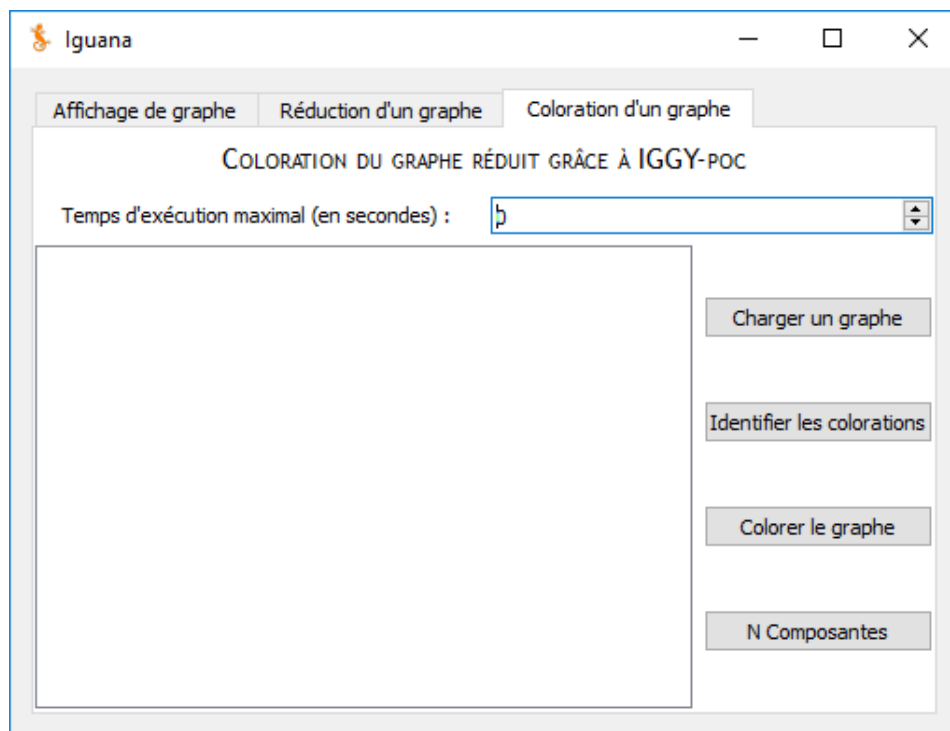 Iguana
Affichage de graphe Réduction d'un graphe Coloration d'un graphe
COLORATION DU GRAPHE RÉDUIT GRÂCE À IGGY-POC
Temps d'exécution maximal (en secondes) :
Charger un graphe
Identifier les colorations
Colorer le graphe
N Composantes